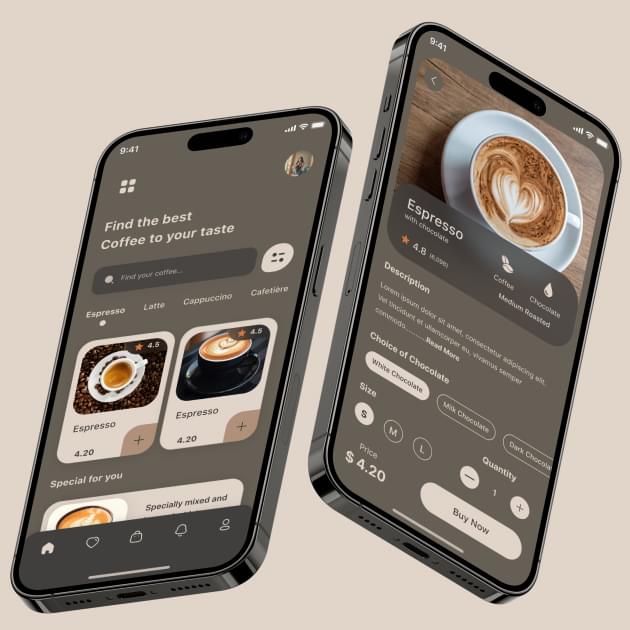 9:41
Find the best
Coffee to your taste
Find your coffee...
Espresso
Latte
Cappuccino
Cafetière
4.5
4.5
Espresso
4.20
Espresso
4.20
Special for you
Specially mixed and
9:41
Espresso
with chocolate
4.8 (6,098)
Coffee
Chocolate
Medium Roasted
Description
Lorem ipsum dolor sit amet, consectetur adipiscing elit.
Vel tincidunt et ullamcorper eu, vivamus semper
commodo..........Read More
Choice of Chocolate
White Chocolate
Milk Chocolate
Dark Chocola
Size
S
M
L
Quantity
1
Price
$ 4.20
Buy Now